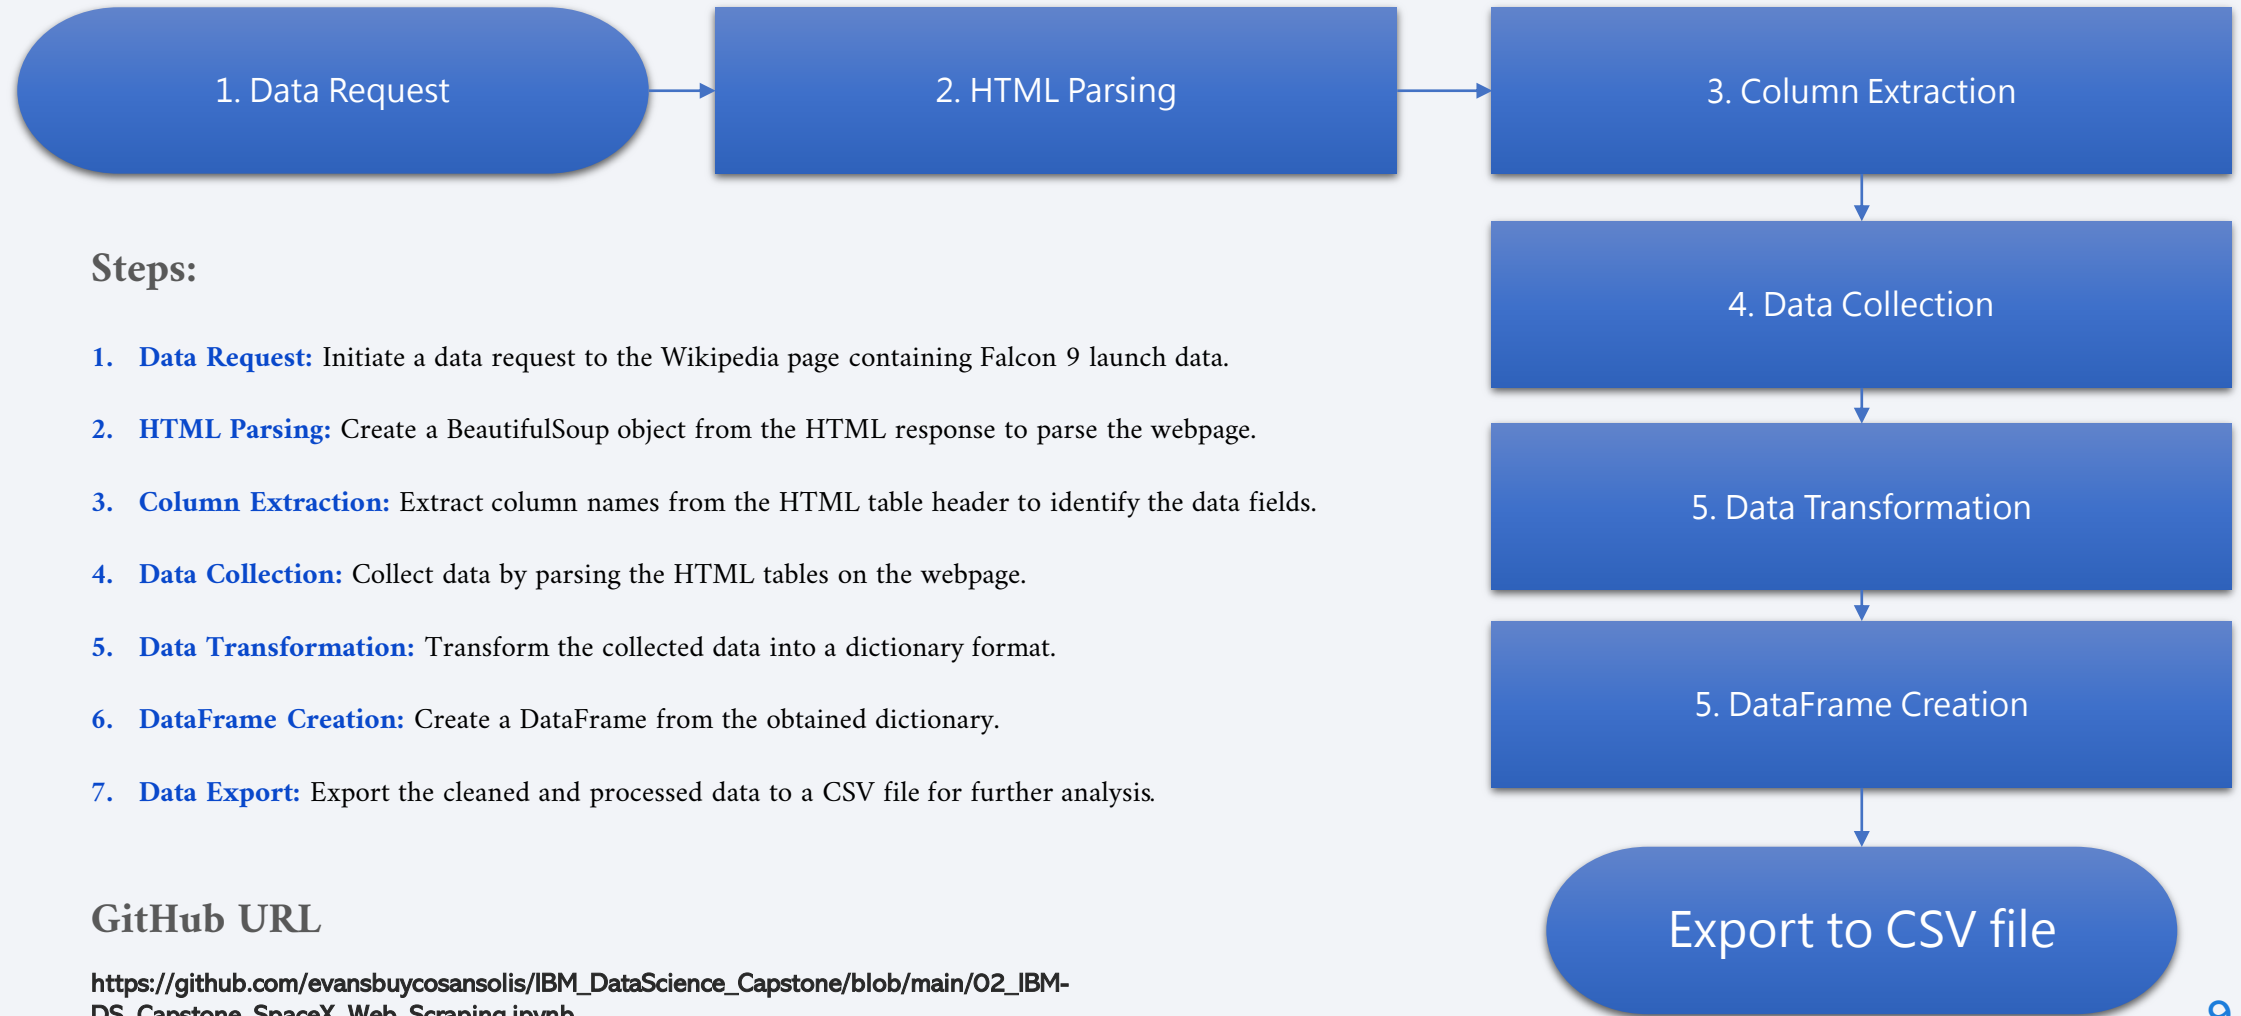 1. Data Request
2. HTML Parsing
3. Column Extraction
4. Data Collection
5. Data Transformation
5. DataFrame Creation
Export to CSV file
Steps:
1. Data Request: Initiate a data request to the Wikipedia page containing Falcon 9 launch data.
2. HTML Parsing: Create a BeautifulSoup object from the HTML response to parse the webpage.
3. Column Extraction: Extract column names from the HTML table header to identify the data fields.
4. Data Collection: Collect data by parsing the HTML tables on the webpage.
5. Data Transformation: Transform the collected data into a dictionary format.
6. DataFrame Creation: Create a DataFrame from the obtained dictionary.
7. Data Export: Export the cleaned and processed data to a CSV file for further analysis.
GitHub URL
https://github.com/evansbuycosansolis/IBM_DataScience_Capstone/blob/main/02_IBM-
DS_Capstone_SpaceX_Web_Scraping.ipynb
9